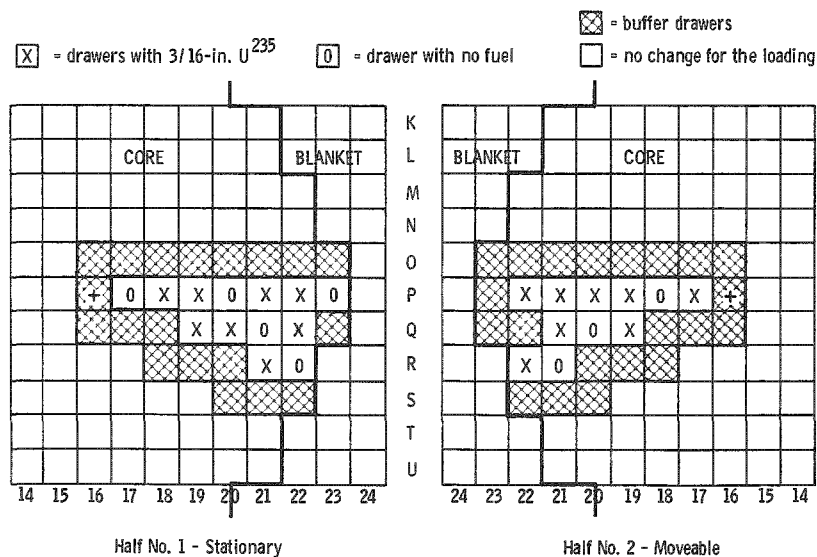 = buffer drawers
X = drawers with 3/16-in. U235 0 = drawer with no fuel = no change for the loading
K
CORE BLANKET L BLANKET CORE
M
N
O
+ 0 X X 0 X X 0 P X X X X 0 X +
X X 0 X Q X 0 X
X 0 R X 0
S
T
U
14 15 16 17 18 19 20 21 22 23 24 24 23 22 21 20 19 18 17 16 15 14
Half No. 1 - Stationary Half No. 2 - Moveable